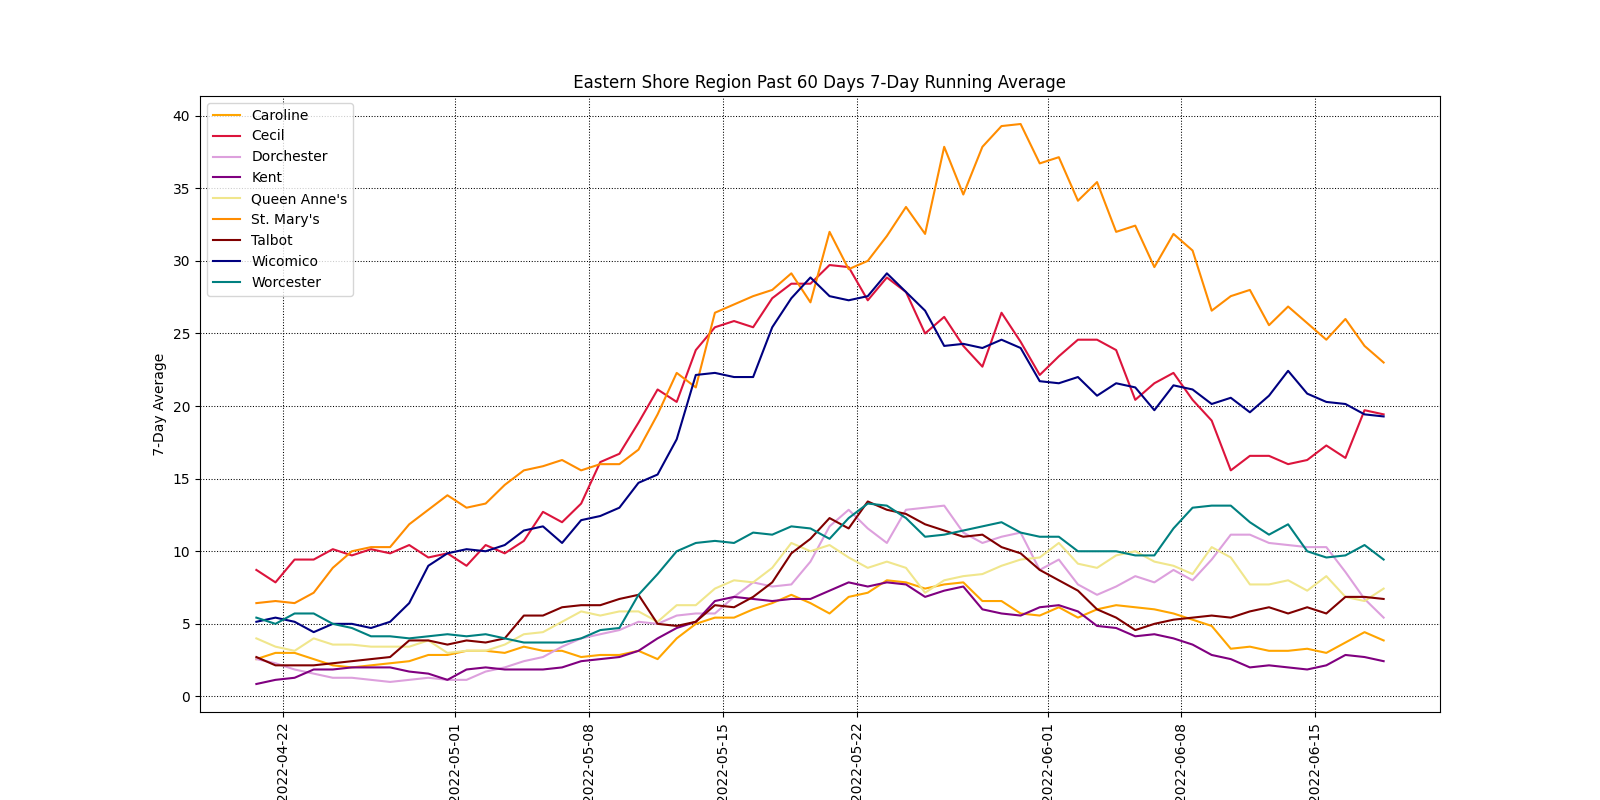 Eastern Shore Region Past 60 Days 7-Day Running Average
Caroline
Cecil
Dorchester
Kent
Queen Anne's
St. Mary's
Talbot
Wicomico
Worcester
40
35
30
25
20
15
10
5
0
7-Day Average
2022-04-22
2022-05-01
2022-05-08
2022-05-15
2022-05-22
2022-06-01
2022-06-08
2022-06-15